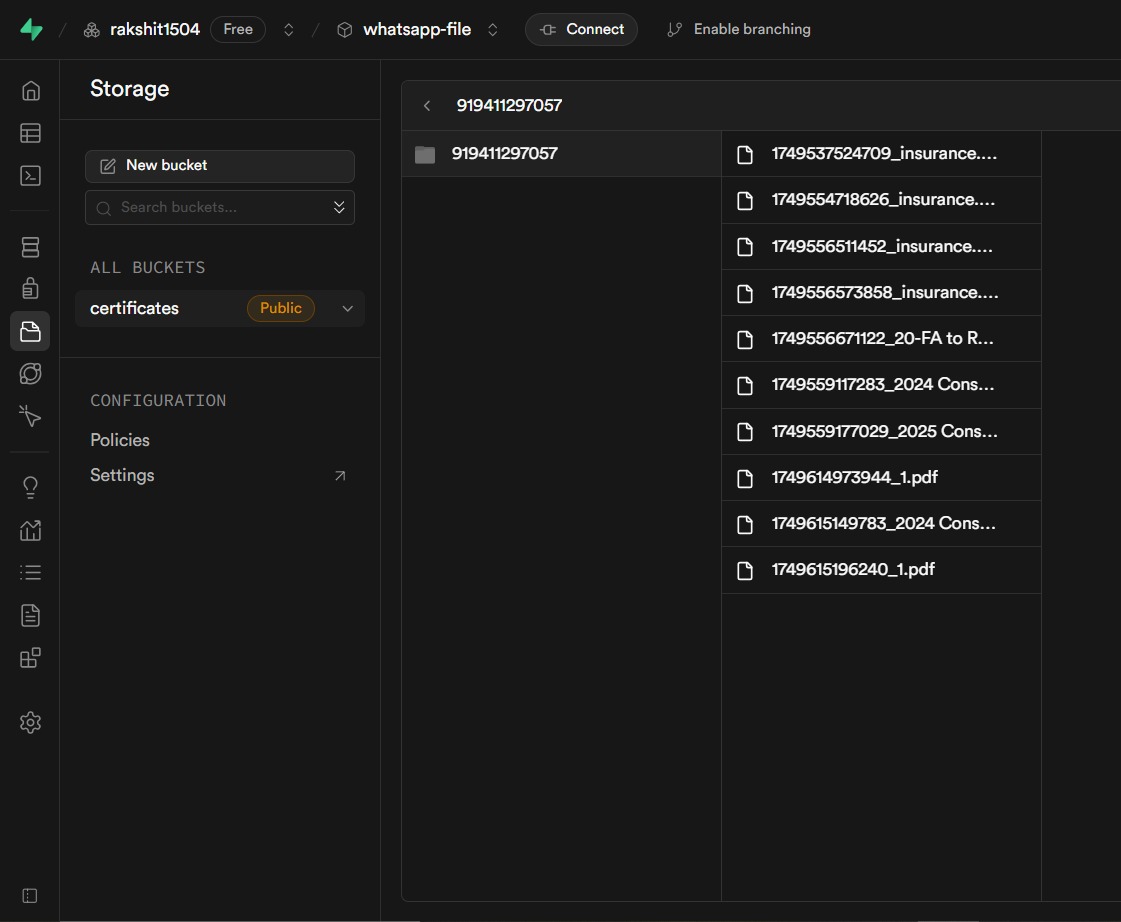 rakshit1504 Free whatsapp-file Connect Enable branching
Storage
New bucket
Search buckets...
ALL BUCKETS
certificates Public
CONFIGURATION
Policies
Settings
919411297057
919411297057
1749537524709_insurance....
1749554718626_insurance....
1749556511452_insurance....
1749556573858_insurance....
1749556671122_20-FA to R...
1749559117283_2024 Cons...
1749559177029_2025 Cons...
1749614973944_1.pdf
1749615149783_2024 Cons...
1749615196240_1.pdf